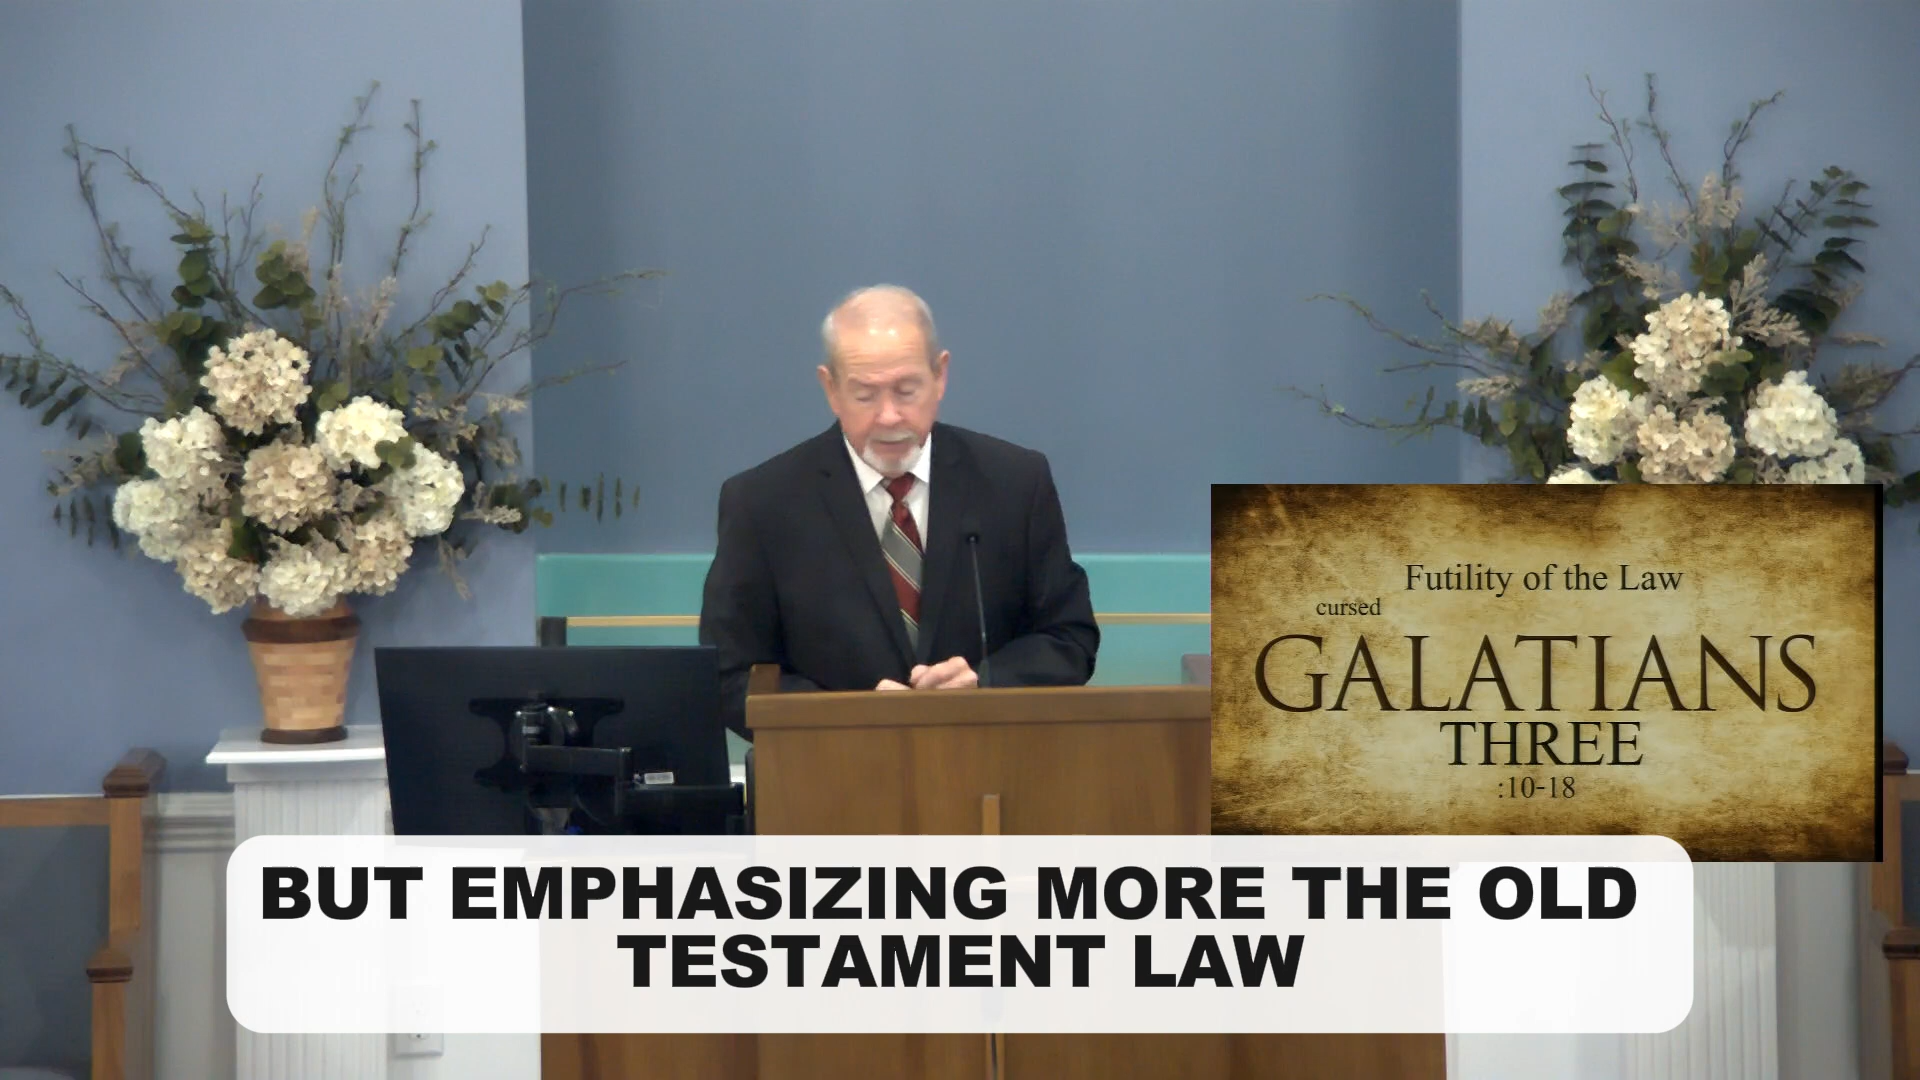 Futility of the Law
cursed
GALATIANS
THREE
:10-18
BUT EMPHASIZING MORE THE OLD
TESTAMENT LAW